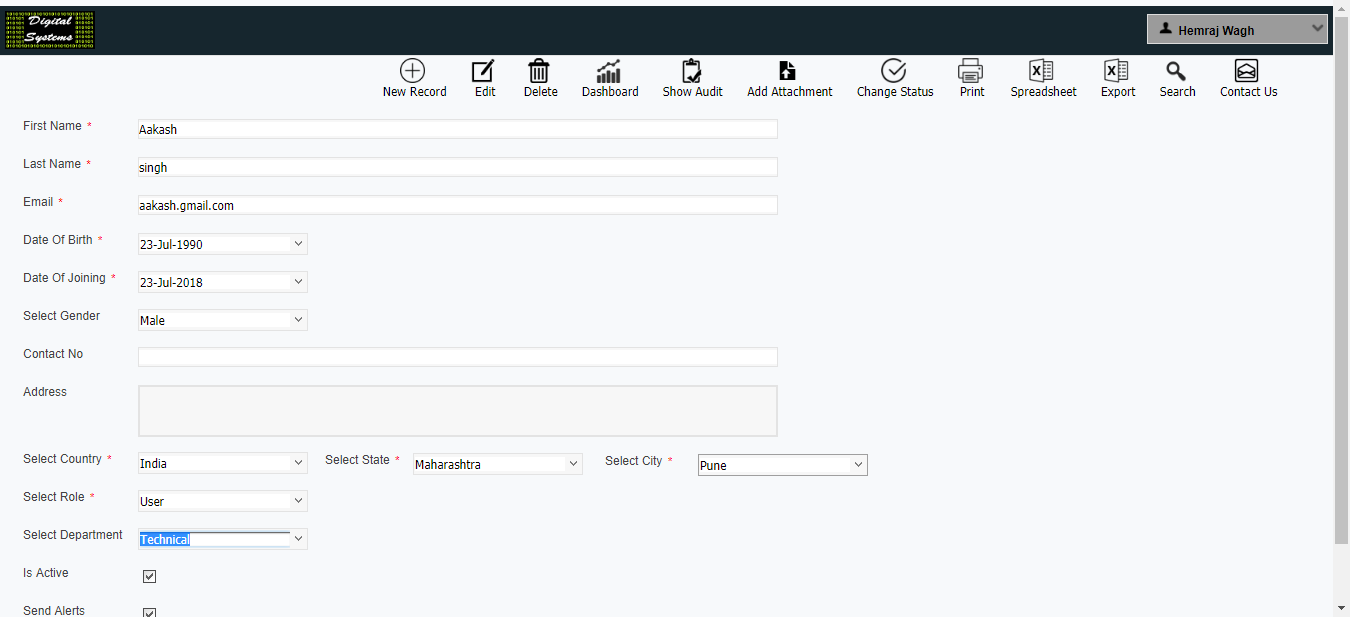 Digital
Systems
Hemraj Wagh
New Record Edit Delete Dashboard Show Audit Add Attachment Change Status Print Spreadsheet Export Search Contact Us
First Name * Aakash
Last Name * singh
Email * aakash.gmail.com
Date Of Birth * 23-Jul-1990
Date Of Joining * 23-Jul-2018
Select Gender Male
Contact No
Address
Select Country * India Select State * Maharashtra Select City * Pune
Select Role * User
Select Department Technical
Is Active
Send Alerts